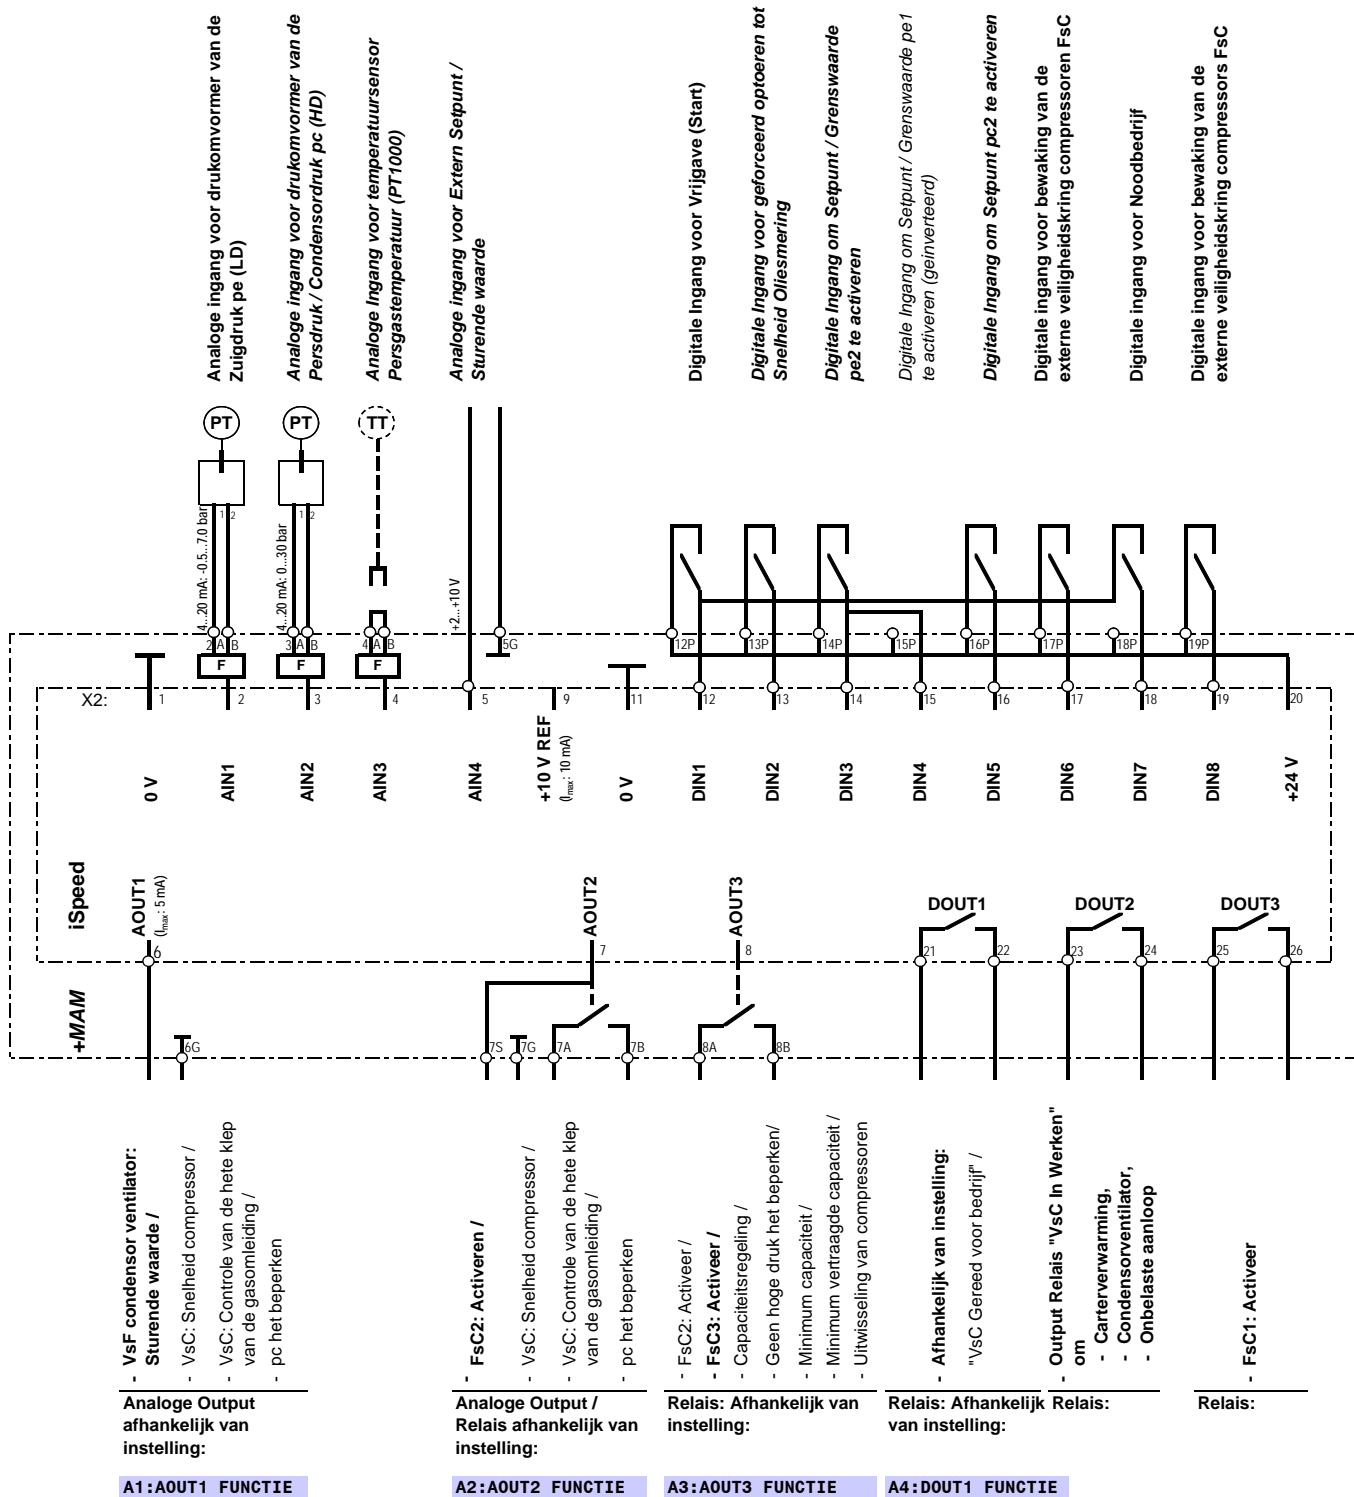 Analoge ingang voor drukomvormer van de
Zuigdruk pe (LD)
Analoge ingang voor drukomvormer van de
Persdruk / Condensordruk pc (HD)
Analoge Ingang voor temperatuursensor
Persgastemperatuur (PT1000)
Analoge ingang voor Extern Setpunt /
Sturende waarde
Digitale Ingang voor Vrijgave (Start)
Digitale Ingang voor geforceerd optoeren tot
Snelheid Oliesmering
Digitale Ingang om Setpunt / Grenswaarde
pe2 te activeren
Digitale Ingang om Setpunt / Grenswaarde pe1
te activeren (geinverteerd)
Digitale Ingang om Setpunt pc2 te activeren
Digitale ingang voor bewaking van de
externe veiligheidskring compressoren FsC
Digitale ingang voor Noodbedrijf
Digitale ingang voor bewaking van de
externe veiligheidskring compressors FsC
PT
PT
TT
1 2
1 2
4...20 mA: -0.5...7.0 bar
4...20 mA: 0...30 bar
+2...+10 V
2 A B
3 A B
4 A B
5G
12P
13P
14P
15P
16P
17P
18P
19P
F
F
F
X2:
1
2
3
4
5
9
11
12
13
14
15
16
17
18
19
20
0 V
AIN1
AIN2
AIN3
AIN4
+10 V REF
(Imax: 10 mA)
0 V
DIN1
DIN2
DIN3
DIN4
DIN5
DIN6
DIN7
DIN8
+24 V
iSpeed
AOUT1
(Imax: 5 mA)
AOUT2
AOUT3
DOUT1
DOUT2
DOUT3
6
7
8
21
22
23
24
25
26
+MAM
6G
7S
7G
7A
7B
8A
8B
- VsF condensor ventilator:
Sturende waarde /
- VsC: Snelheid compressor /
- VsC: Controle van de hete klep
van de gasomleiding /
- pc het beperken
- FsC2: Activeren /
- VsC: Snelheid compressor /
- VsC: Controle van de hete klep
van de gasomleiding /
- pc het beperken
- FsC2: Activeer /
- FsC3: Activeer /
- Capaciteitsregeling /
- Geen hoge druk het beperken/
- Minimum capaciteit /
- Minimum vertraagde capaciteit /
- Uitwisseling van compressoren
- Afhankelijk van instelling:
"VsC Gereed voor bedrijf" /
- Output Relais "VsC In Werken"
om
- Carterverwarming,
- Condensorventilator,
- Onbelaste aanloop
- FsC1: Activeer
Analoge Output
afhankelijk van
instelling:
Analoge Output /
Relais afhankelijk van
instelling:
Relais: Afhankelijk van
instelling:
Relais: Afhankelijk
van instelling:
Relais:
Relais:
A1:AOUT1 FUNCTIE
A2:AOUT2 FUNCTIE
A3:AOUT3 FUNCTIE
A4:DOUT1 FUNCTIE